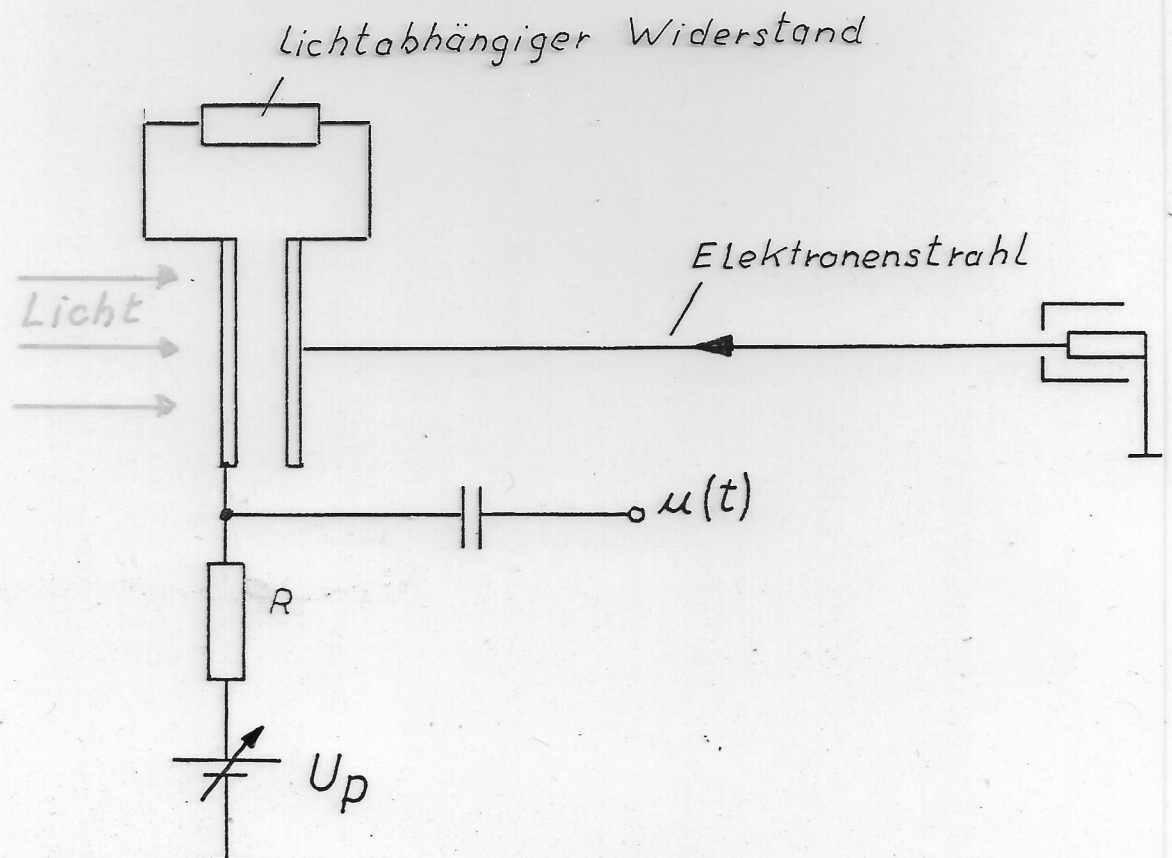 lichtabhängiger Widerstand
Elektronenstrahl
Licht
u(t)
R
Up